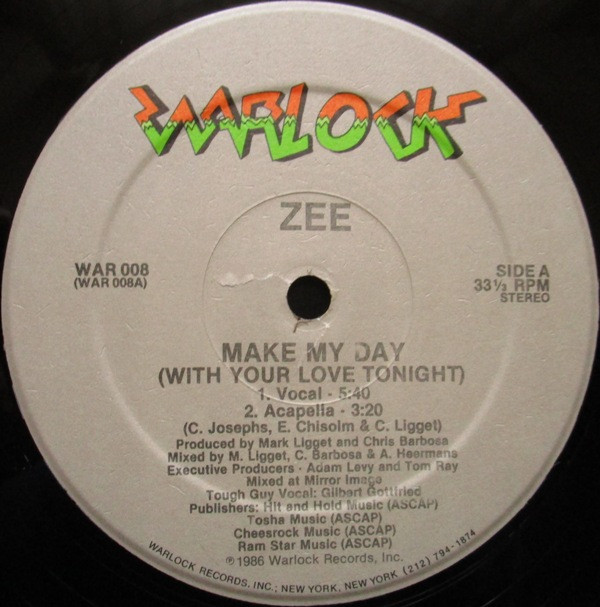 WARLOCK
ZEE
WAR 008
(WAR 008A)
SIDE A
33⅓ RPM
STEREO
MAKE MY DAY
(WITH YOUR LOVE TONIGHT)
1. Vocal - 5:40
2. Acapella - 3:20
(C. Josephs, E. Chisolm & C. Ligget)
Produced by Mark Ligget and Chris Barbosa
Mixed by M. Ligget, C. Barbosa & A. Heermans
Executive Producers - Adam Levy and Tom Ray
Mixed at Mirror Image
Tough Guy Vocal: Gilbert Gottfried
Publishers: Hit and Hold Music (ASCAP)
Tosha Music (ASCAP)
Cheesrock Music (ASCAP)
Ram Star Music (ASCAP)
℗1986 Warlock Records, Inc.
WARLOCK RECORDS, INC.; NEW YORK, NEW YORK (212) 794-1874